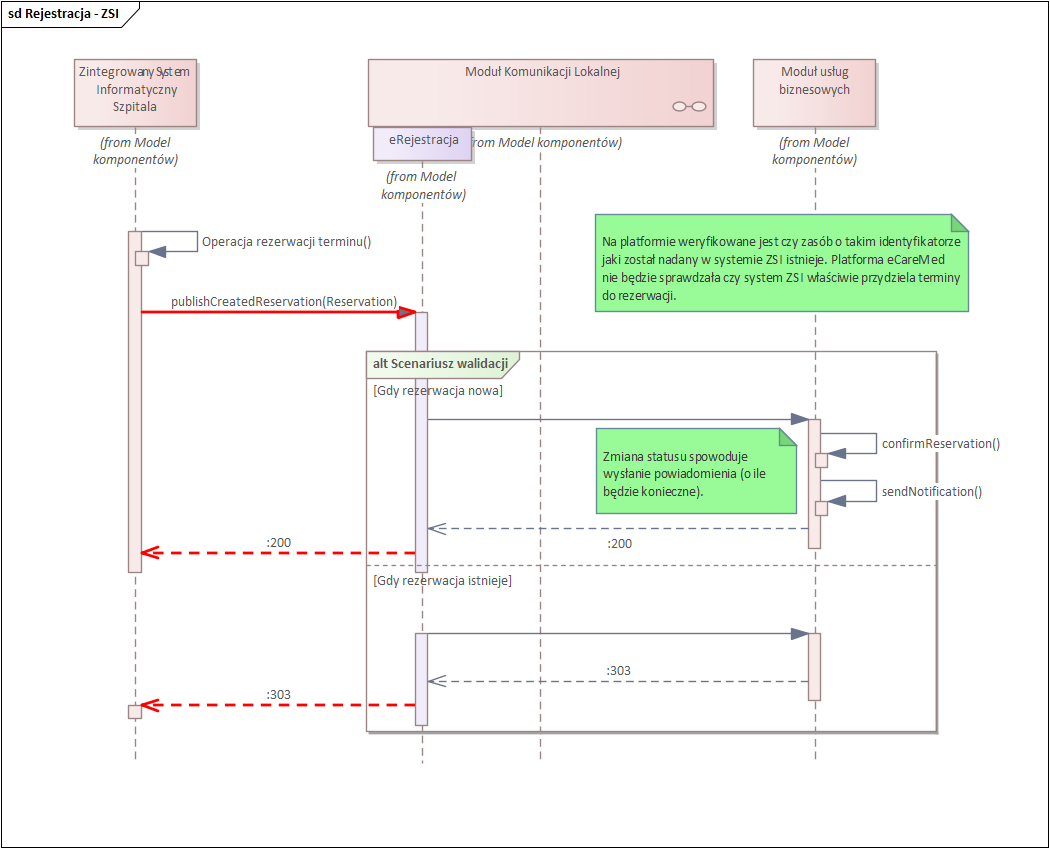 sd Rejestracja - ZSI
Zintegrowany System
Informatyczny
Szpitala
(from Model
komponentów)
Moduł Komunikacji Lokalnej
from Model komponentów)
eRejestracja
(from Model
komponentów)
Moduł usług
biznesowych
(from Model
komponentów)
Operacja rezerwacji terminu()
Na platformie weryfikowane jest czy zasób o takim identyfikatorze
jaki został nadany w systemie ZSI istnieje. Platforma eCareMed
nie będzie sprawdzała czy system ZSI właściwie przydziela terminy
do rezerwacji.
publishCreatedReservation(Reservation)
alt Scenariusz walidacji
[Gdy rezerwacja nowa]
confirmReservation()
Zmiana statusu spowoduje
wysłanie powiadomienia (o ile
będzie konieczne).
sendNotification()
:200
:200
[Gdy rezerwacja istnieje]
:303
:303